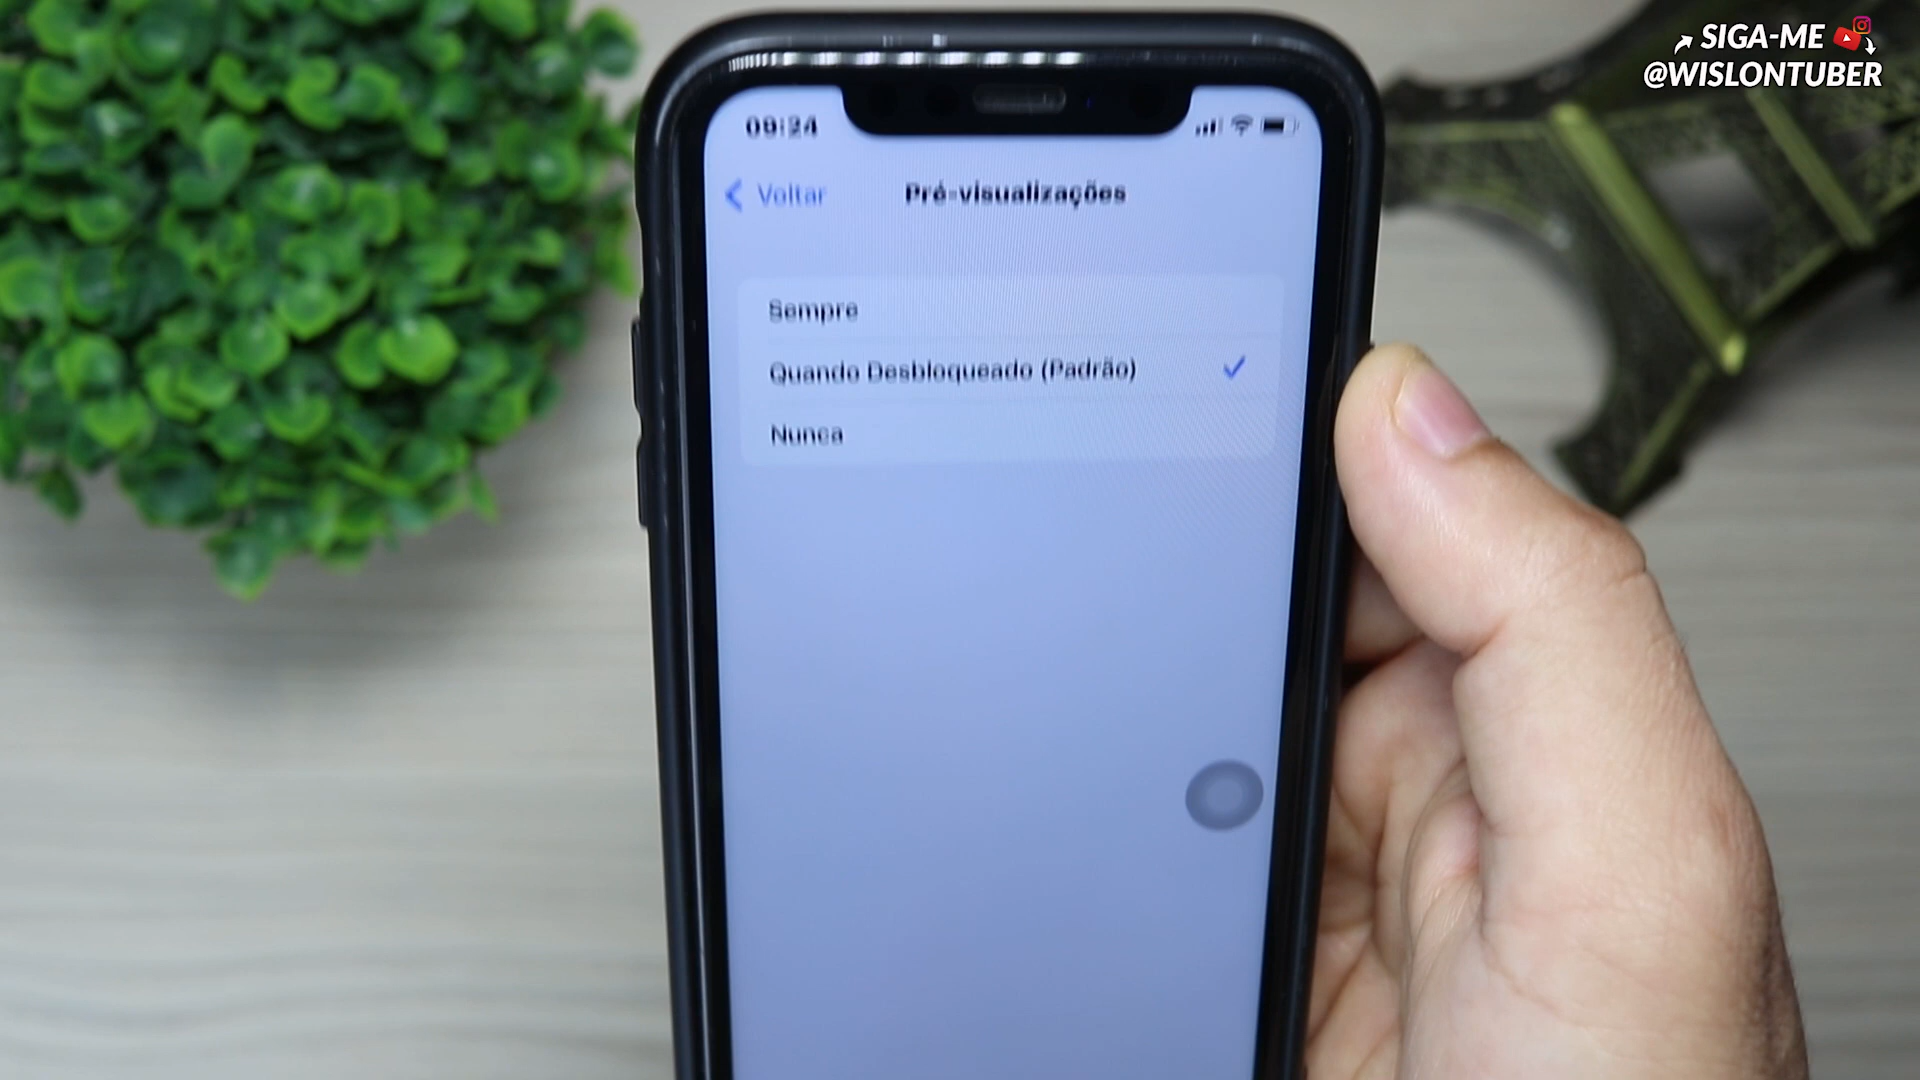 SIGA-ME
@WISLONTUBER
09:24
Voltar
Pré-visualizações
Sempre
Quando Desbloqueado (Padrão)
Nunca